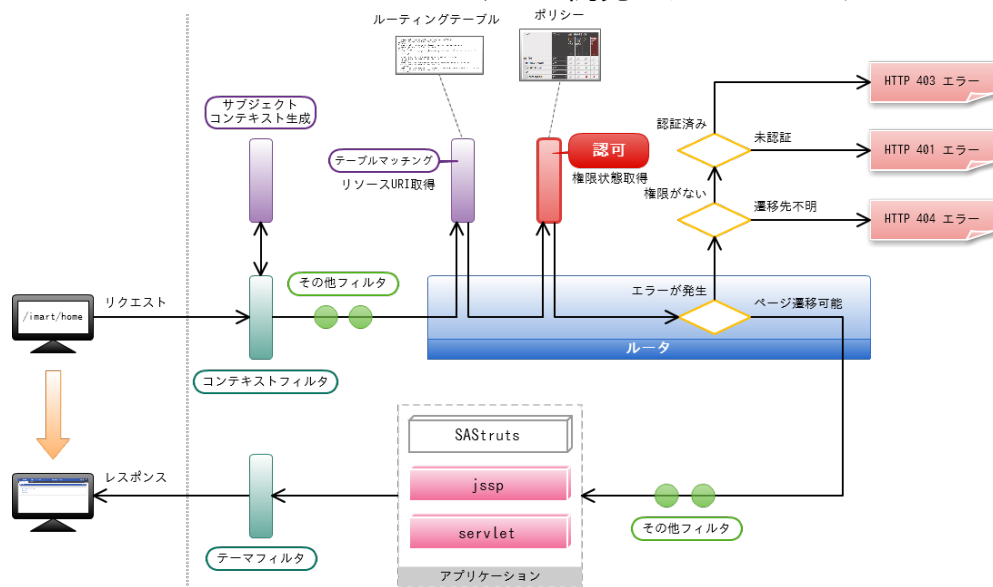 ルーティングテーブル
ポリシー
サブジェクト
コンテキスト生成
テーブルマッチング
リソースURI取得
認可
権限状態取得
認証済み
未認証
権限がない
遷移先不明
HTTP 403 エラー
HTTP 401 エラー
HTTP 404 エラー
その他フィルタ
リクエスト
/imart/home
エラーが発生
ページ遷移可能
ルータ
コンテキストフィルタ
SAStruts
jssp
servlet
アプリケーション
レスポンス
テーマフィルタ
その他フィルタ